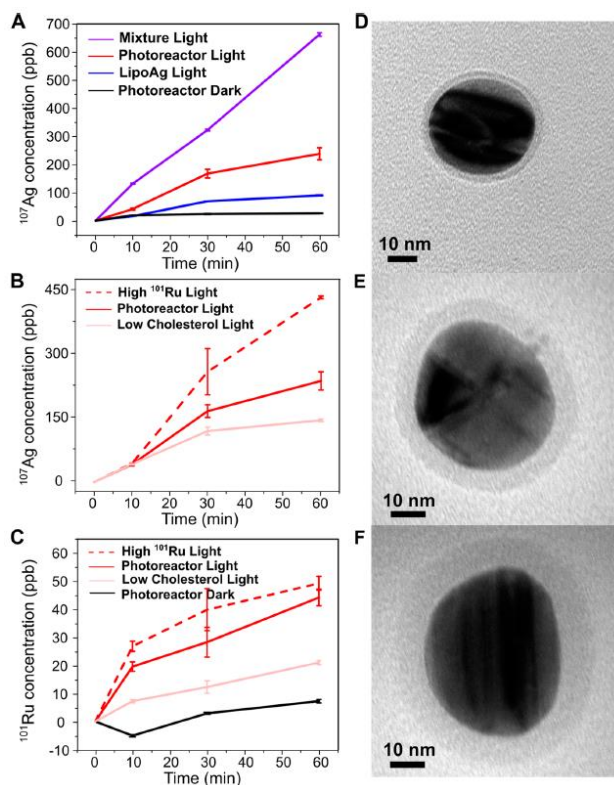 A
Mixture Light
Photoreactor Light
LipoAg Light
Photoreactor Dark
¹⁰⁷Ag concentration (ppb)
700
600
500
400
300
200
100
0
0 10 20 30 40 50 60
Time (min)
B
High ¹⁰¹Ru Light
Photoreactor Light
Low Cholesterol Light
¹⁰⁷Ag concentration (ppb)
450
300
150
0
0 10 20 30 40 50 60
Time (min)
C
High ¹⁰¹Ru Light
Photoreactor Light
Low Cholesterol Light
Photoreactor Dark
¹⁰¹Ru concentration (ppb)
60
50
40
30
20
10
0
-10
0 10 20 30 40 50 60
Time (min)
D
10 nm
E
10 nm
F
10 nm